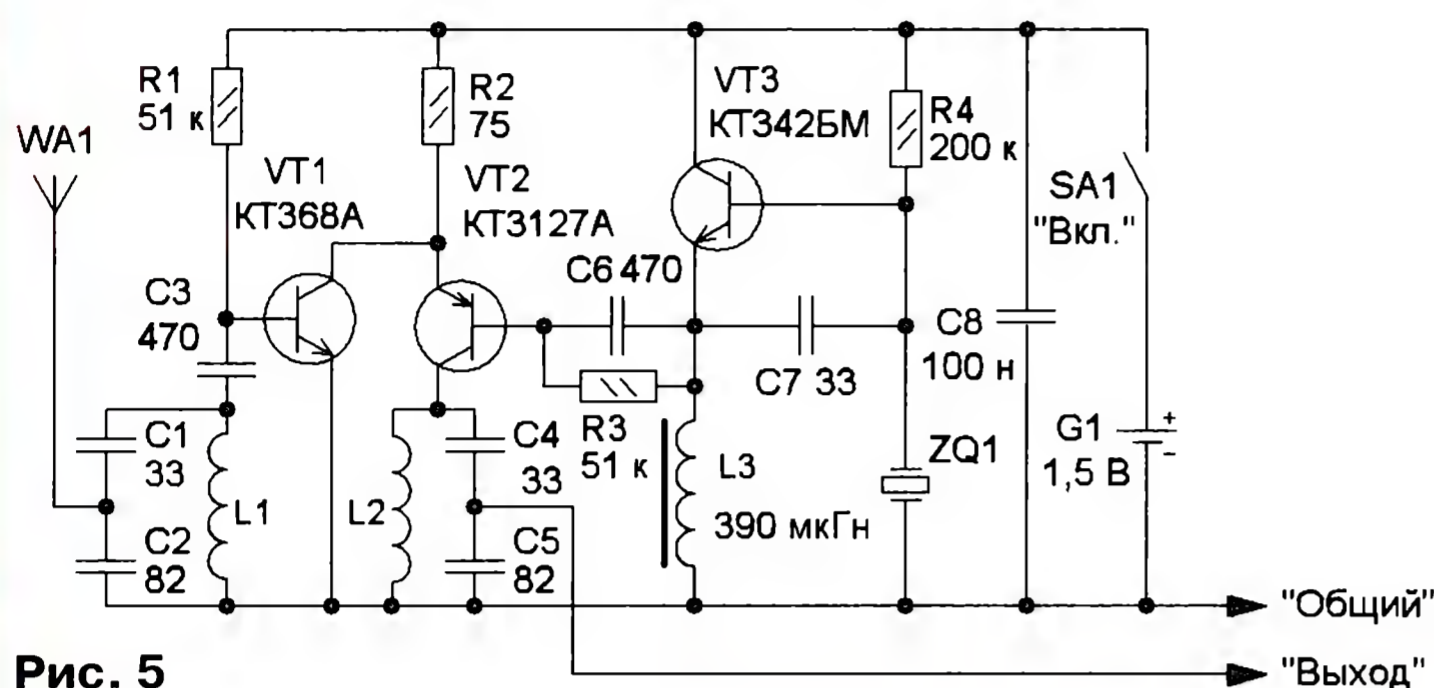 WA1
R1
51 к
R2
75
VT1
КТ368А
VT2
КТ3127А
VT3
КТ342БМ
R4
200 к
SA1
"Вкл."
C3
470
C6 470
C7 33
C8
100 н
C1
33
C2
82
L1
L2
C4
33
C5
82
R3
51 к
L3
390 мкГн
ZQ1
G1
1,5 В
+
-
"Общий"
"Выход"
Рис. 5